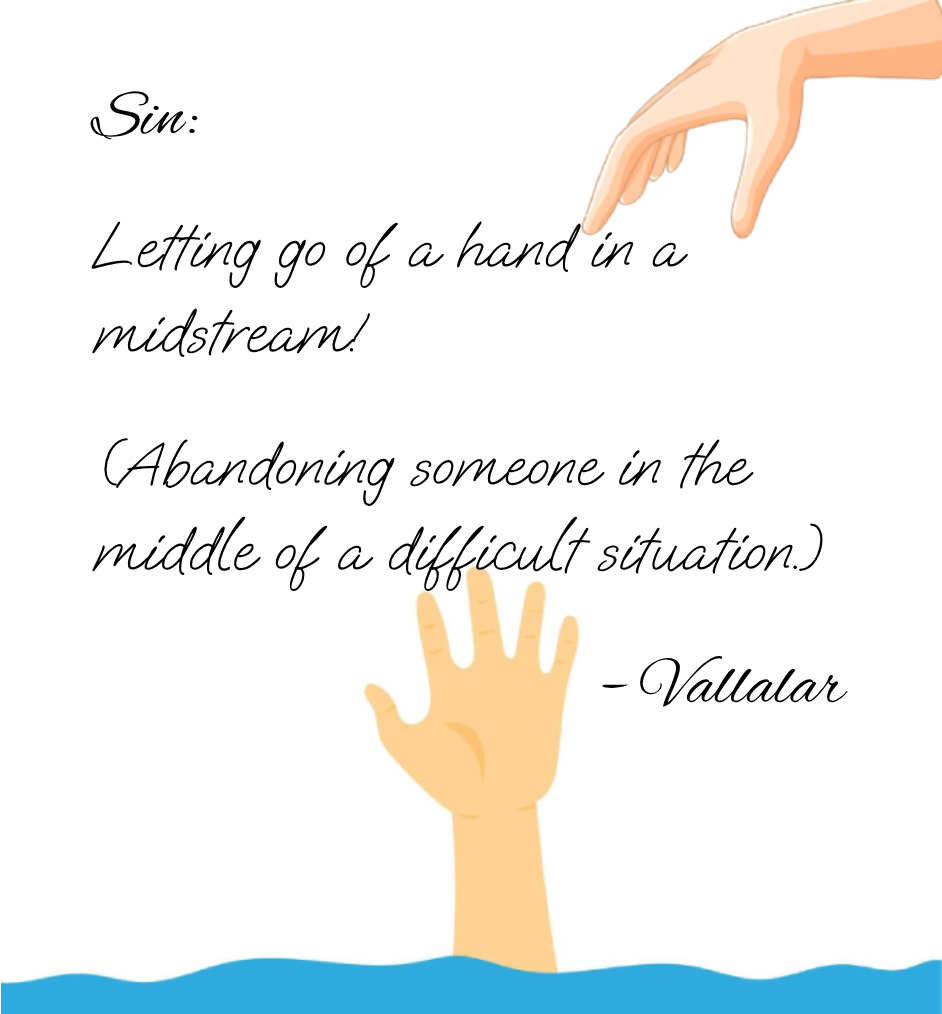 Sin:
Letting go of a hand in a
midstream!
(Abandoning someone in the
middle of a difficult situation.)
- Vallalar